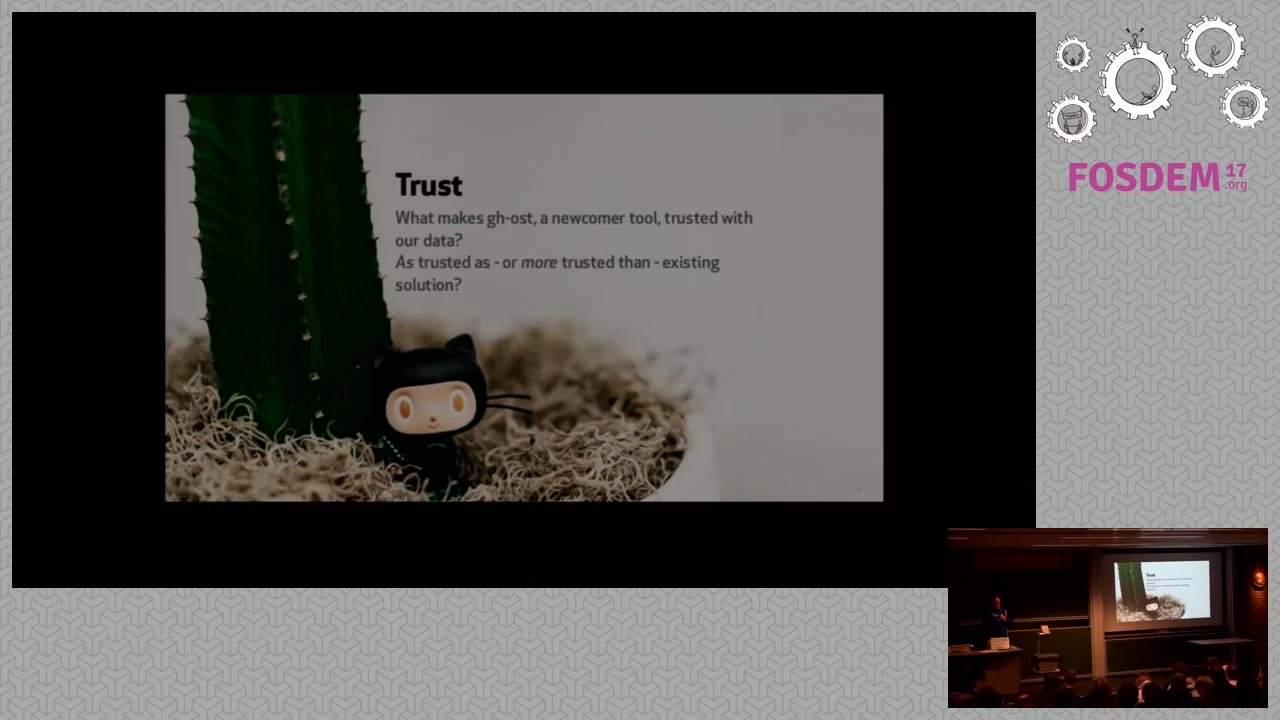 Trust
What makes gh-ost, a newcomer tool, trusted with
our data?
As trusted as - or more trusted than - existing
solution?
FOSDEM 17
.org
Trust